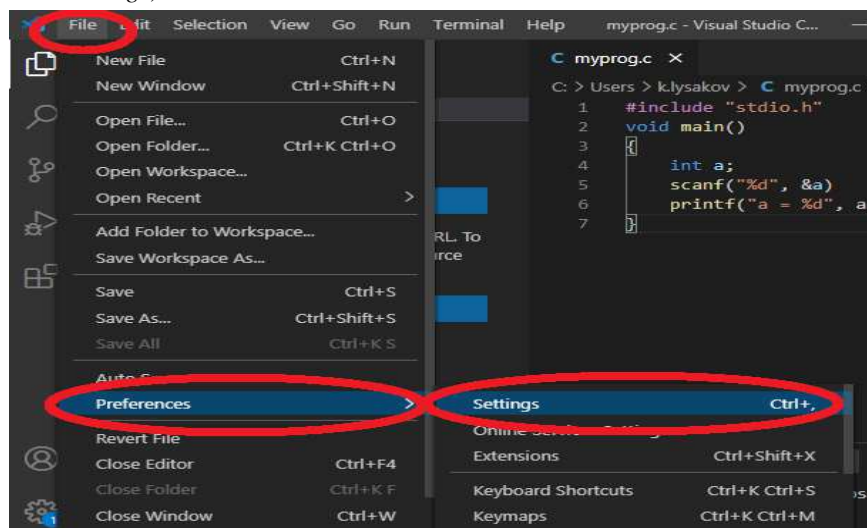 File Edit Selection View Go Run Terminal Help myprog.c - Visual Studio C...
New File Ctrl+N
New Window Ctrl+Shift+N
Open File... Ctrl+O
Open Folder... Ctrl+K Ctrl+O
Open Workspace...
Open Recent >
Add Folder to Workspace...
Save Workspace As...
Save Ctrl+S
Save As... Ctrl+Shift+S
Save All Ctrl+K S
Preferences >
Revert File
Close Editor Ctrl+F4
Close Folder Ctrl+K F
Close Window Ctrl+W
RL. To
urce
Settings Ctrl+,
Extensions Ctrl+Shift+X
Keyboard Shortcuts Ctrl+K Ctrl+S
Keymaps Ctrl+K Ctrl+M
C myprog.c ×
C: > Users > k.lysakov > C myprog.c
1 #include "stdio.h"
2 void main()
3 {
4 int a;
5 scanf("%d", &a)
6 printf("a = %d", a
7 }
1